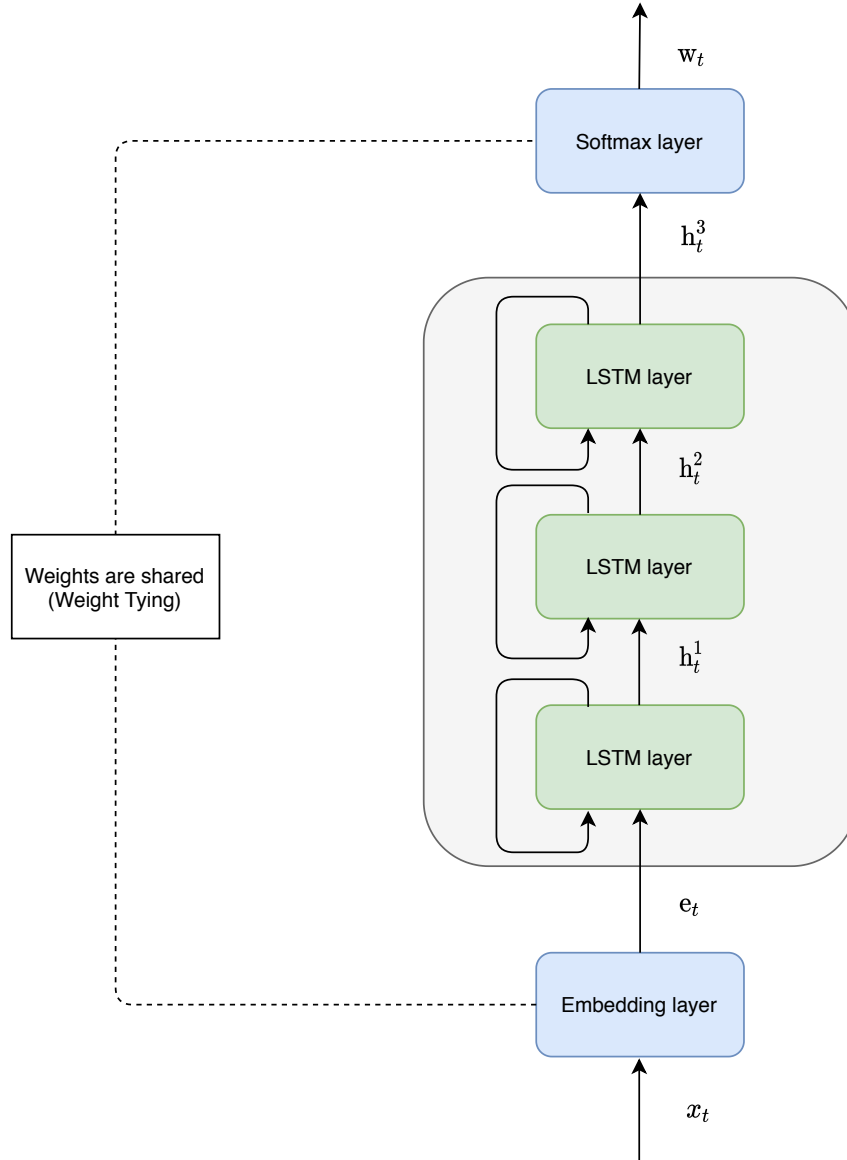 w_t
Softmax layer
h_t^3
LSTM layer
h_t^2
LSTM layer
Weights are shared
(Weight Tying)
h_t^1
LSTM layer
e_t
Embedding layer
x_t